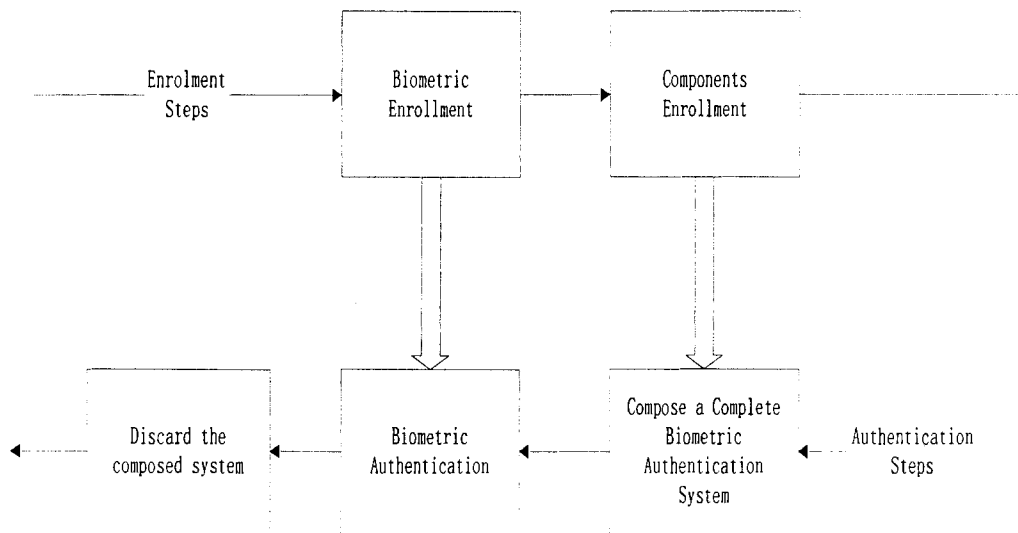 Enrolment
Steps
Biometric
Enrollment
Components
Enrollment
Discard the
composed system
Biometric
Authentication
Compose a Complete
Biometric
Authentication
System
Authentication
Steps